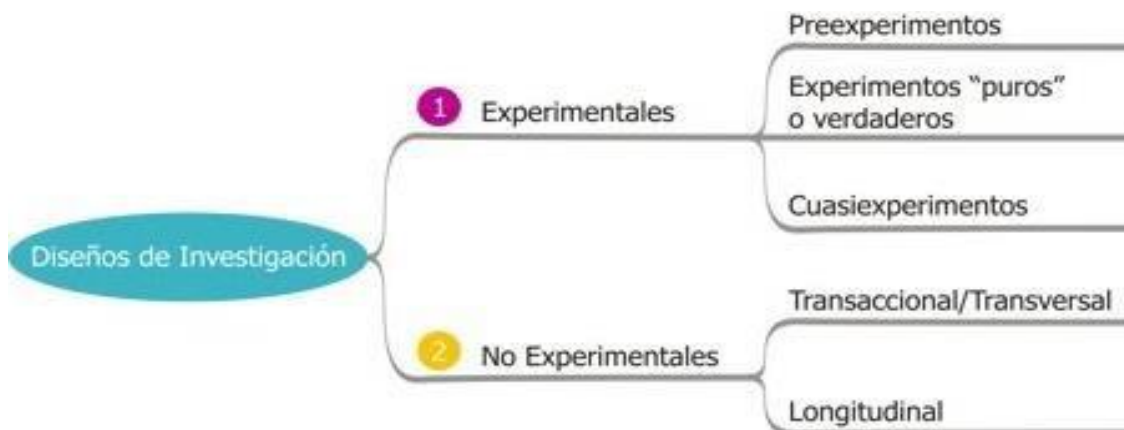 Diseños de Investigación
1 Experimentales
Preexperimentos
Experimentos “puros”
o verdaderos
Cuasiexperimentos
2 No Experimentales
Transaccional/Transversal
Longitudinal